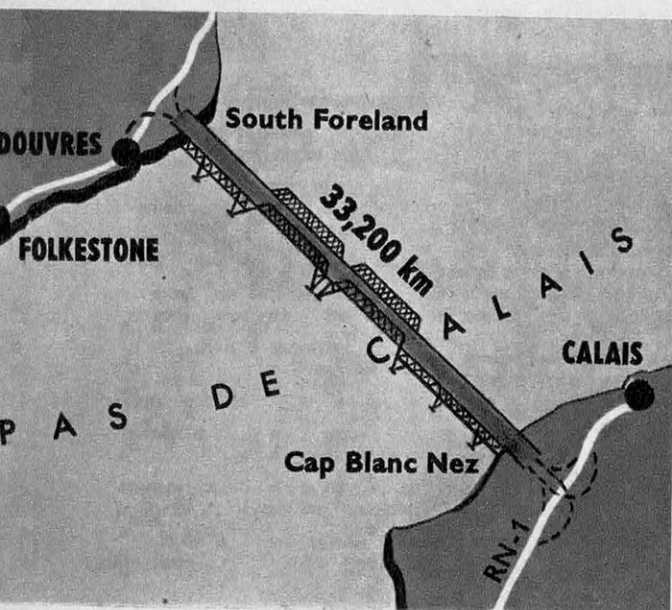 South Foreland
DOUVRES
33,200 km
FOLKESTONE
PAS DE CALAIS
CALAIS
Cap Blanc Nez
RN-1